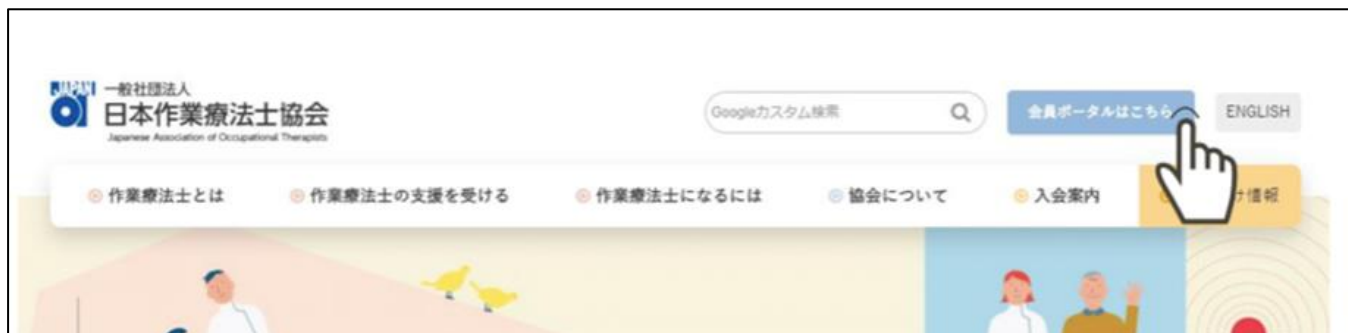 JAPAN
一般社団法人
日本作業療法士協会
Japanese Association of Occupational Therapists
Googleカスタム検索
会員ポータルはこちら
ENGLISH
作業療法士とは
作業療法士の支援を受ける
作業療法士になるには
協会について
入会案内
け情報